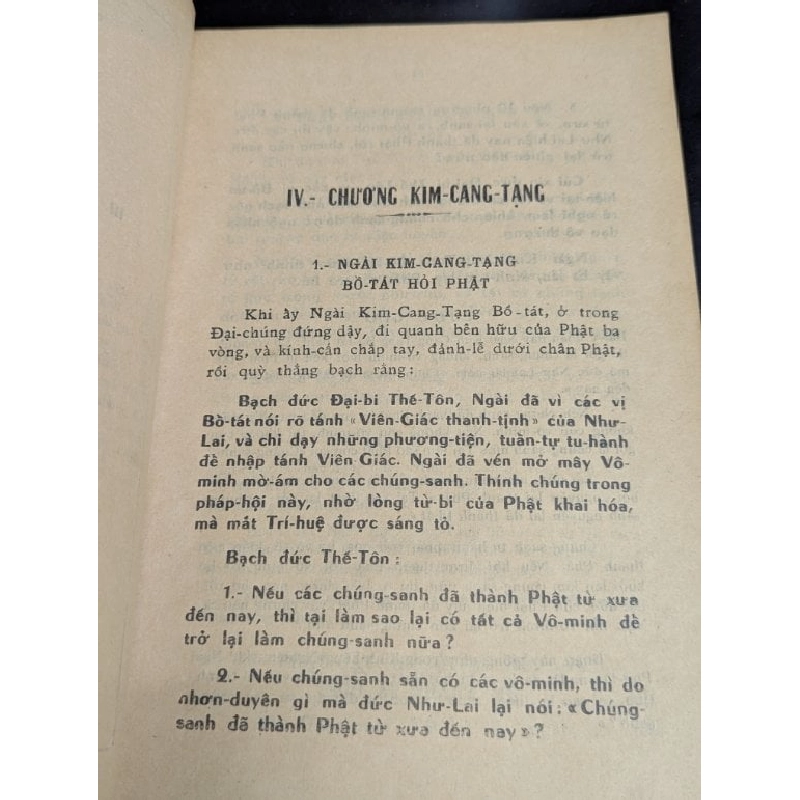 IV.- CHƯƠNG KIM-CANG-TẠNG
1.- NGÀI KIM-CANG-TẠNG
BỒ-TÁT HỎI PHẬT
Khi ấy Ngài Kim-Cang-Tạng Bồ-tát, ở trong
Đại-chúng đứng dậy, đi quanh bên hữu của Phật ba
vòng, và kính-cẩn chắp tay, đảnh-lễ dưới chân Phật,
rồi quỳ thẳng bạch rằng:
Bạch đức Đại-bi Thế-Tôn, Ngài đã vì các vị
Bồ-tát nói rõ tánh «Viên-Giác thanh-tịnh» của Như-
Lai, và chỉ dạy những phương-tiện, tuần-tự tu-hành
để nhập tánh Viên Giác. Ngài đã vén mở mây Vô-
minh mờ-ám cho các chúng-sanh. Thính chúng trong
pháp-hội này, nhờ lòng từ-bi của Phật khai hóa,
mà mắt Trí-huệ được sáng tỏ.
Bạch đức Thế-Tôn:
1.- Nếu các chúng-sanh đã thành Phật từ xưa
đến nay, thì tại làm sao lại có tất cả Vô-minh để
trở lại làm chúng-sanh nữa?
2.- Nếu chúng-sanh sẵn có các vô-minh, thì do
nhơn-duyên gì mà đức Như-Lai lại nói: «Chúng-
sanh đã thành Phật từ xưa đến nay»?